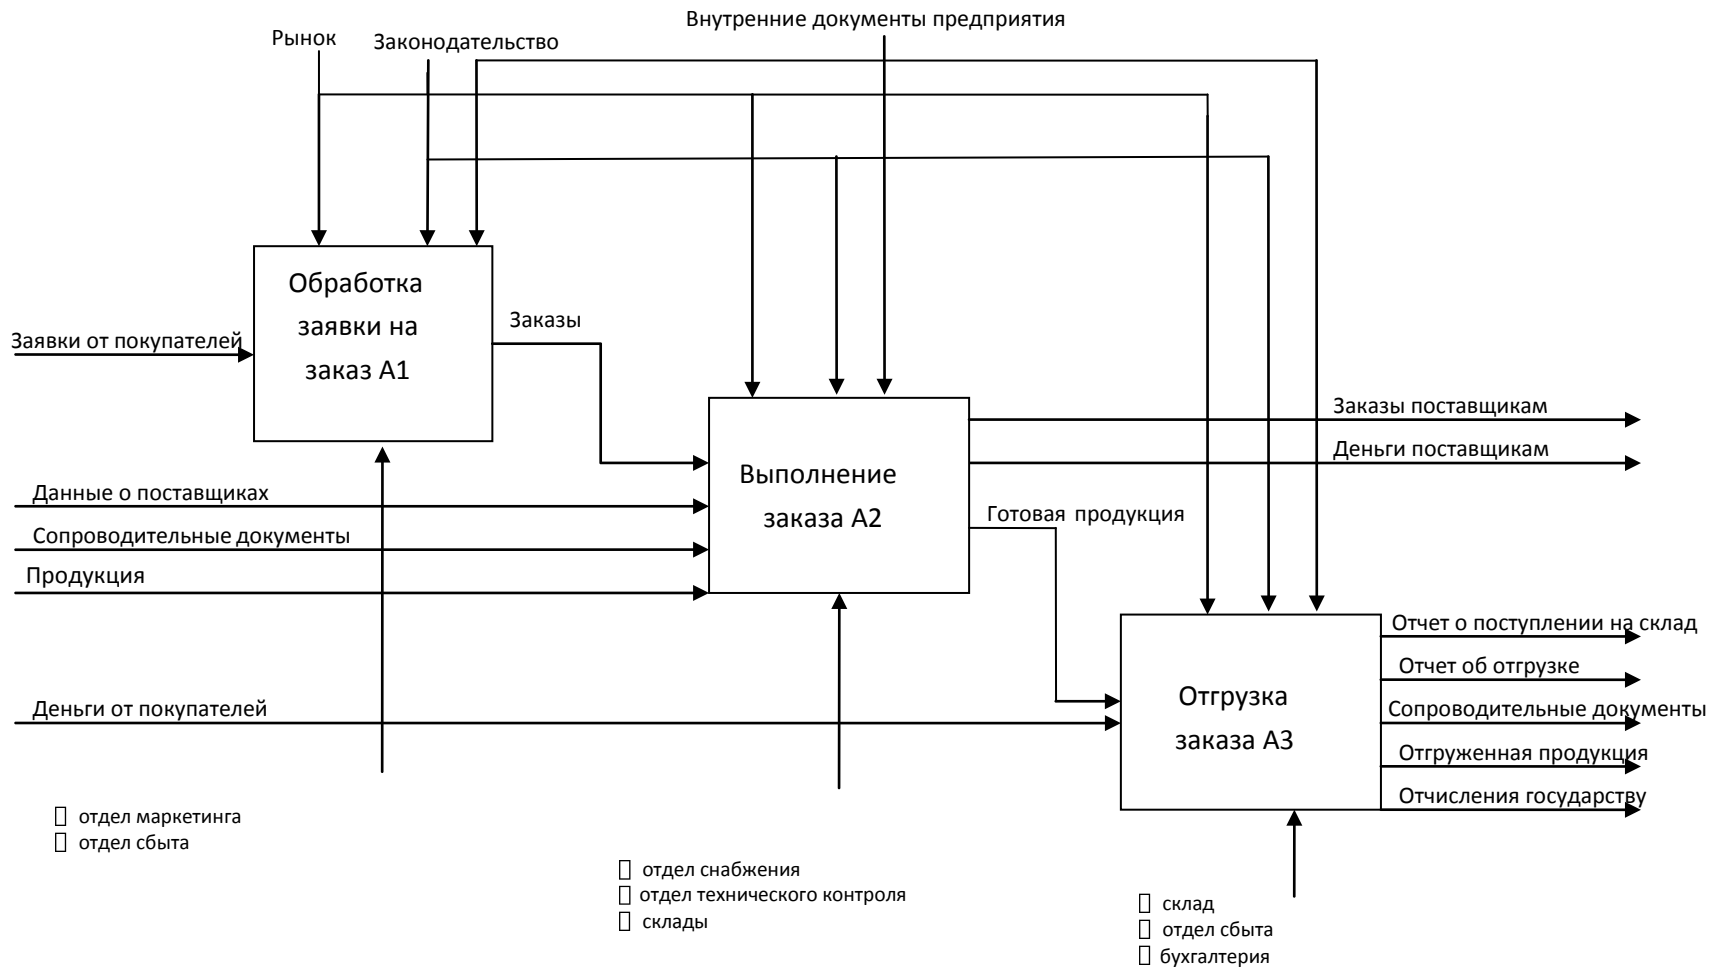 Внутренние документы предприятия
Рынок
Законодательство
Обработка
заявки на
заказ А1
Заказы
Заявки от покупателей
Заказы поставщикам
Деньги поставщикам
Выполнение
заказа А2
Данные о поставщиках
Сопроводительные документы
Продукция
Готовая продукция
Отчет о поступлении на склад
Отчет об отгрузке
Деньги от покупателей
Отгрузка
заказа А3
Сопроводительные документы
Отгруженная продукция
Отчисления государству
отдел маркетинга
отдел сбыта
отдел снабжения
отдел технического контроля
склады
склад
отдел сбыта
бухгалтерия